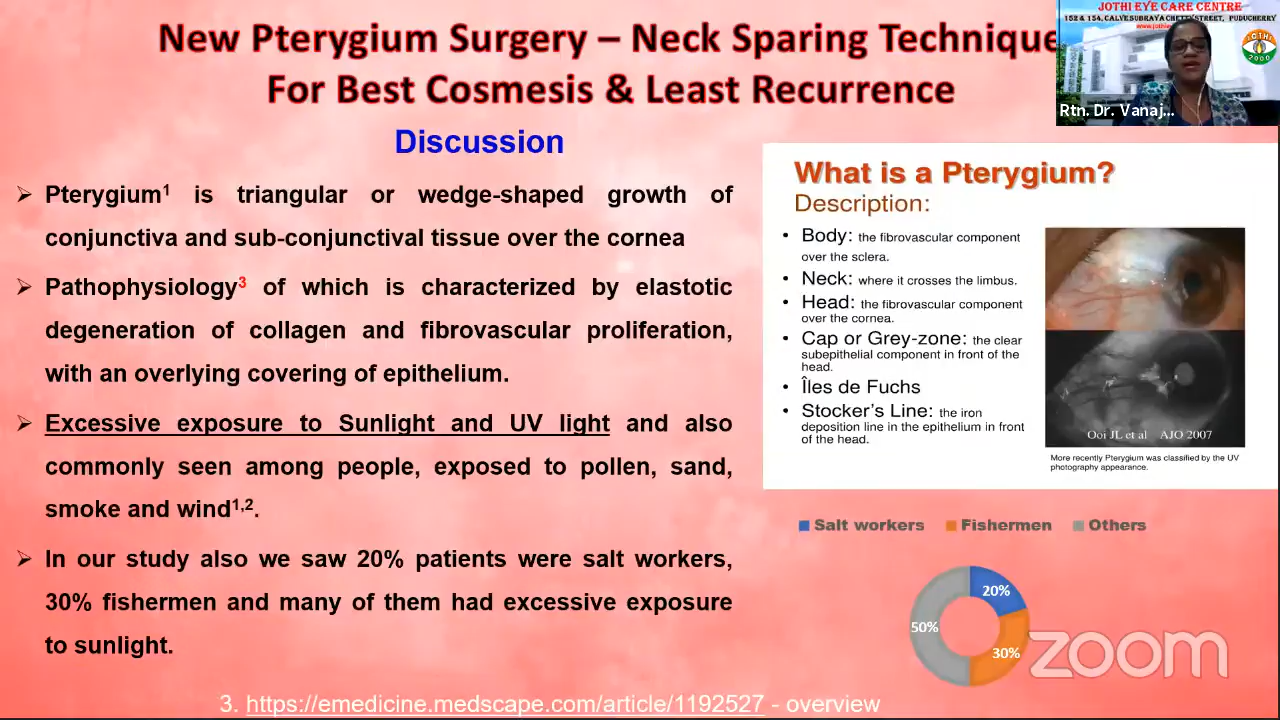 New Pterygium Surgery – Neck Sparing Technique
For Best Cosmesis & Least Recurrence
JOTHI EYE CARE CENTRE
152 & 154, CALVE SUBRAYA CHETTY STREET, PUDUCHERRY
JOTHI
2000
Rtn. Dr. Vanaj...
Discussion
➢ Pterygium1 is triangular or wedge-shaped growth of
conjunctiva and sub-conjunctival tissue over the cornea
➢ Pathophysiology3 of which is characterized by elastotic
degeneration of collagen and fibrovascular proliferation,
with an overlying covering of epithelium.
➢ Excessive exposure to Sunlight and UV light and also
commonly seen among people, exposed to pollen, sand,
smoke and wind1,2.
➢ In our study also we saw 20% patients were salt workers,
30% fishermen and many of them had excessive exposure
to sunlight.
What is a Pterygium?
Description:
• Body: the fibrovascular component
over the sclera.
• Neck: where it crosses the limbus.
• Head: the fibrovascular component
over the cornea.
• Cap or Grey-zone: the clear
subepithelial component in front of the
head.
• Îles de Fuchs
• Stocker's Line: the iron
deposition line in the epithelium in front
of the head.
Ooi JL et al AJO 2007
More recently Pterygium was classified by the UV
photography appearance.
Salt workers Fishermen Others
20%
50%
30%
zoom
3. https://emedicine.medscape.com/article/1192527 - overview